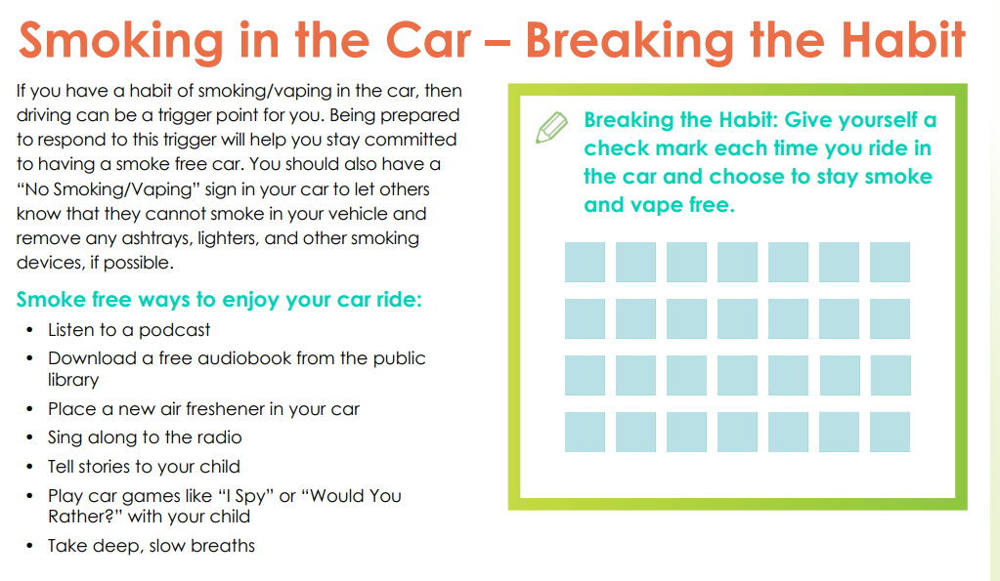 Smoking in the Car – Breaking the Habit
If you have a habit of smoking/vaping in the car, then
driving can be a trigger point for you. Being prepared
to respond to this trigger will help you stay committed
to having a smoke free car. You should also have a
“No Smoking/Vaping” sign in your car to let others
know that they cannot smoke in your vehicle and
remove any ashtrays, lighters, and other smoking
devices, if possible.
Smoke free ways to enjoy your car ride:
• Listen to a podcast
• Download a free audiobook from the public
library
• Place a new air freshener in your car
• Sing along to the radio
• Tell stories to your child
• Play car games like “I Spy” or “Would You
Rather?” with your child
• Take deep, slow breaths
Breaking the Habit: Give yourself a
check mark each time you ride in
the car and choose to stay smoke
and vape free.